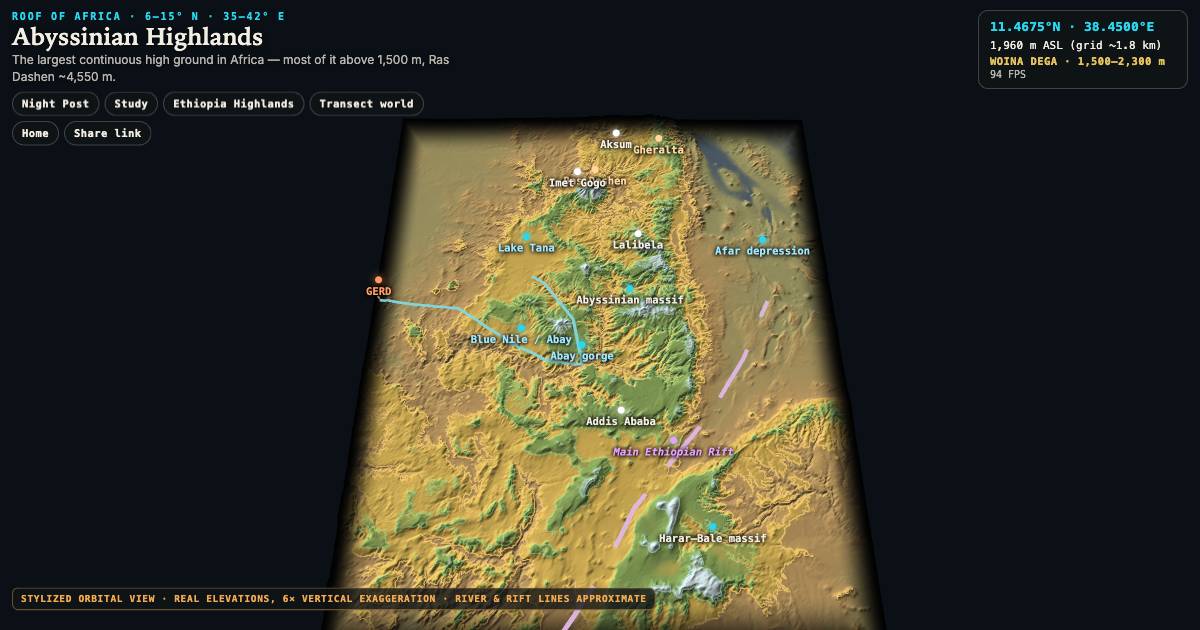 ROOF OF AFRICA · 6–15° N · 35–42° E
Abyssinian Highlands
The largest continuous high ground in Africa — most of it above 1,500 m, Ras
Dashen ~4,550 m.
Night Post
Study
Ethiopia Highlands
Transect world
Home
Share link
11.4675°N · 38.4500°E
1,960 m ASL (grid ~1.8 km)
WOINA DEGA · 1,500–2,300 m
94 FPS
Aksum
Gheralta
Imet Gogo
Lake Tana
Lalibela
Afar depression
GERD
Abyssinian massif
Blue Nile / Abay
Abay gorge
Addis Ababa
Main Ethiopian Rift
Harar–Bale massif
STYLIZED ORBITAL VIEW · REAL ELEVATIONS, 6× VERTICAL EXAGGERATION · RIVER & RIFT LINES APPROXIMATE